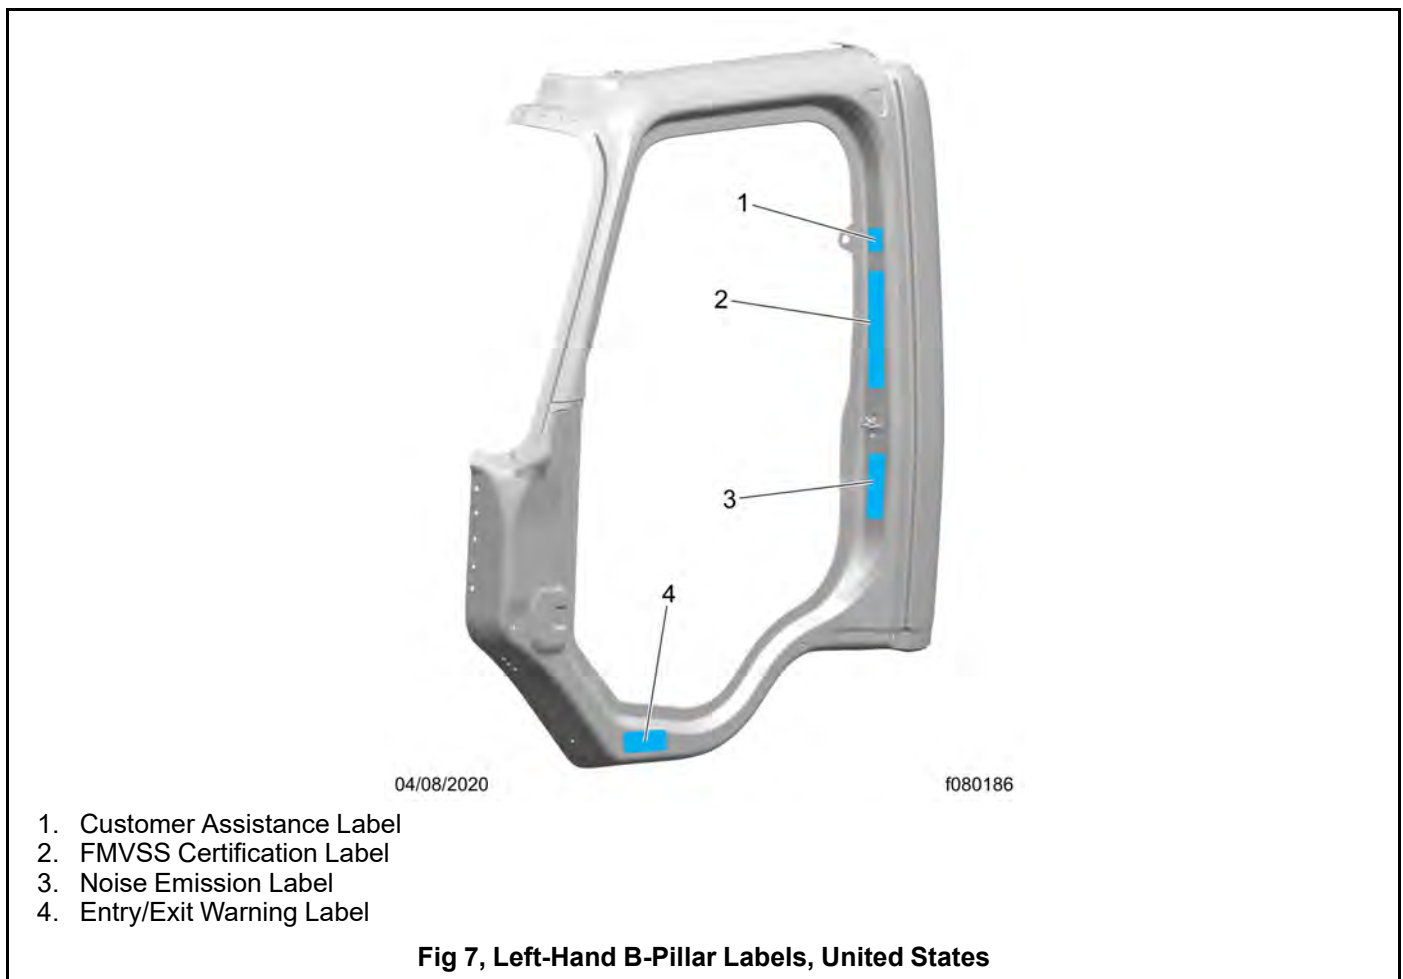 1
2
3
4
04/08/2020 f080186
1. Customer Assistance Label
2. FMVSS Certification Label
3. Noise Emission Label
4. Entry/Exit Warning Label
Fig 7, Left-Hand B-Pillar Labels, United States